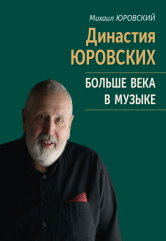 Михаил ЮРОВСКИЙ
Династия
ЮРОВСКИХ
БОЛЬШЕ ВЕКА
В МУЗЫКЕ